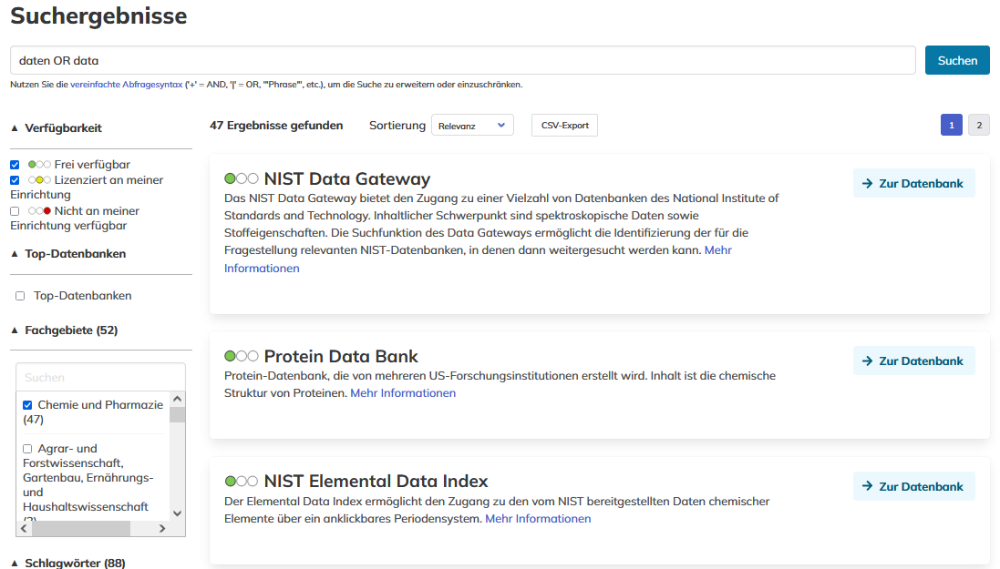 Suchergebnisse
daten OR data
Suchen
Nutzen Sie die vereinfachte Abfragesyntax ('+' = AND, '|' = OR, '"Phrase"', etc.), um die Suche zu erweitern oder einzuschränken.
▲ Verfügbarkeit
Frei verfügbar
Lizenziert an meiner
Einrichtung
Nicht an meiner
Einrichtung verfügbar
▲ Top-Datenbanken
Top-Datenbanken
▲ Fachgebiete (52)
Suchen
Chemie und Pharmazie
(47)
Agrar- und
Forstwissenschaft,
Gartenbau, Ernährungs-
und
Haushaltswissenschaft
▲ Schlagwörter (88)
47 Ergebnisse gefunden Sortierung Relevanz CSV-Export 1 2
NIST Data Gateway
Das NIST Data Gateway bietet den Zugang zu einer Vielzahl von Datenbanken des National Institute of
Standards and Technology. Inhaltlicher Schwerpunkt sind spektroskopische Daten sowie
Stoffeigenschaften. Die Suchfunktion des Data Gateways ermöglicht die Identifizierung der für die
Fragestellung relevanten NIST-Datenbanken, in denen dann weitergesucht werden kann. Mehr
Informationen
→ Zur Datenbank
Protein Data Bank
Protein-Datenbank, die von mehreren US-Forschungsinstitutionen erstellt wird. Inhalt ist die chemische
Struktur von Proteinen. Mehr Informationen
→ Zur Datenbank
NIST Elemental Data Index
Der Elemental Data Index ermöglicht den Zugang zu den vom NIST bereitgestellten Daten chemischer
Elemente über ein anklickbares Periodensystem. Mehr Informationen
→ Zur Datenbank